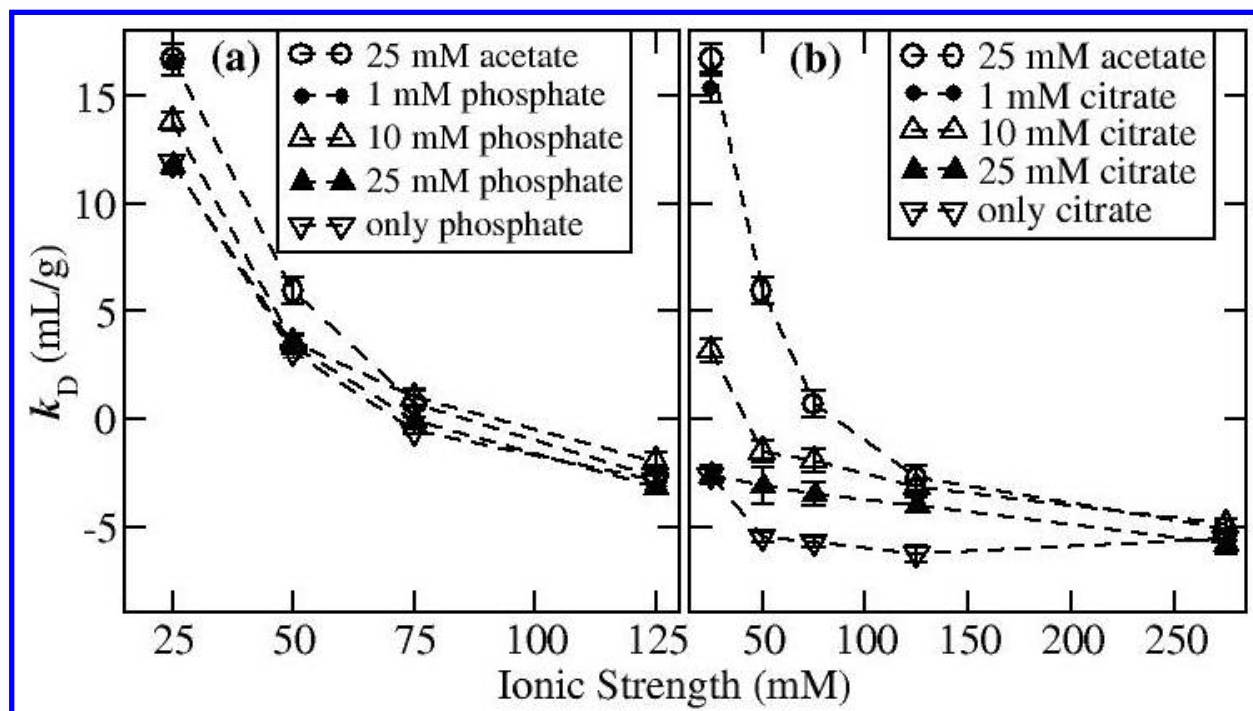 (a)
25 mM acetate
1 mM phosphate
10 mM phosphate
25 mM phosphate
only phosphate
(b)
25 mM acetate
1 mM citrate
10 mM citrate
25 mM citrate
only citrate
15
10
5
0
-5
k_D (mL/g)
25 50 75 100 125
50 100 150 200 250
Ionic Strength (mM)